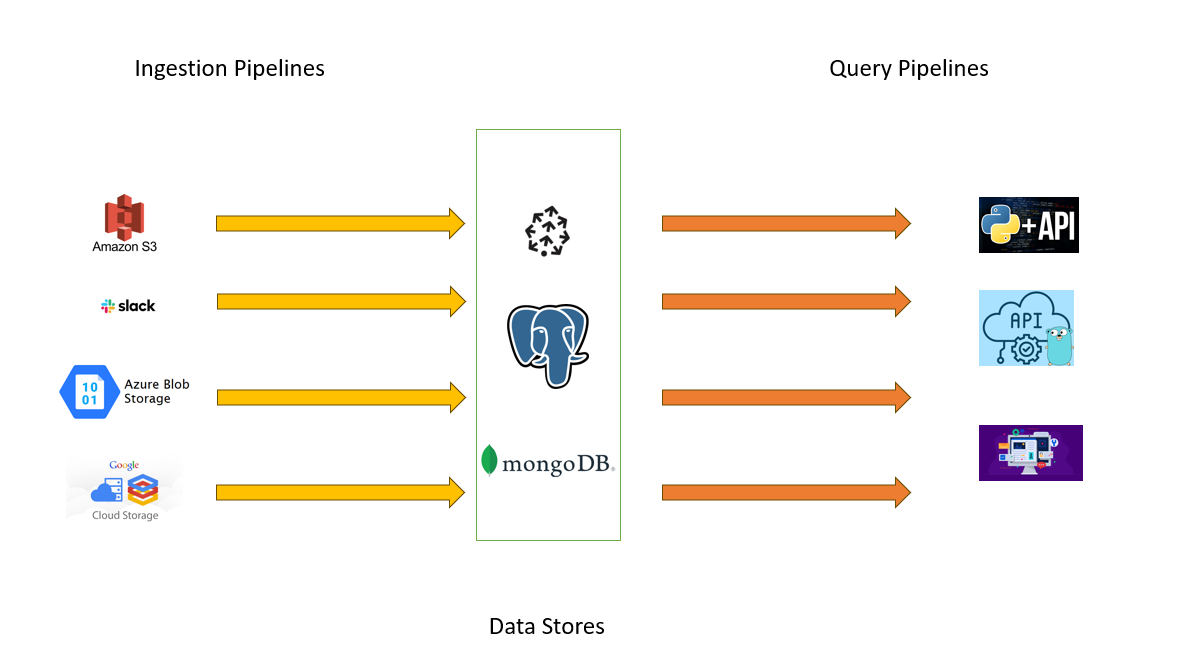 Ingestion Pipelines
Query Pipelines
Amazon S3
slack
10
01
Azure Blob
Storage
Google
Cloud Storage
mongoDB.
+API
API
Data Stores